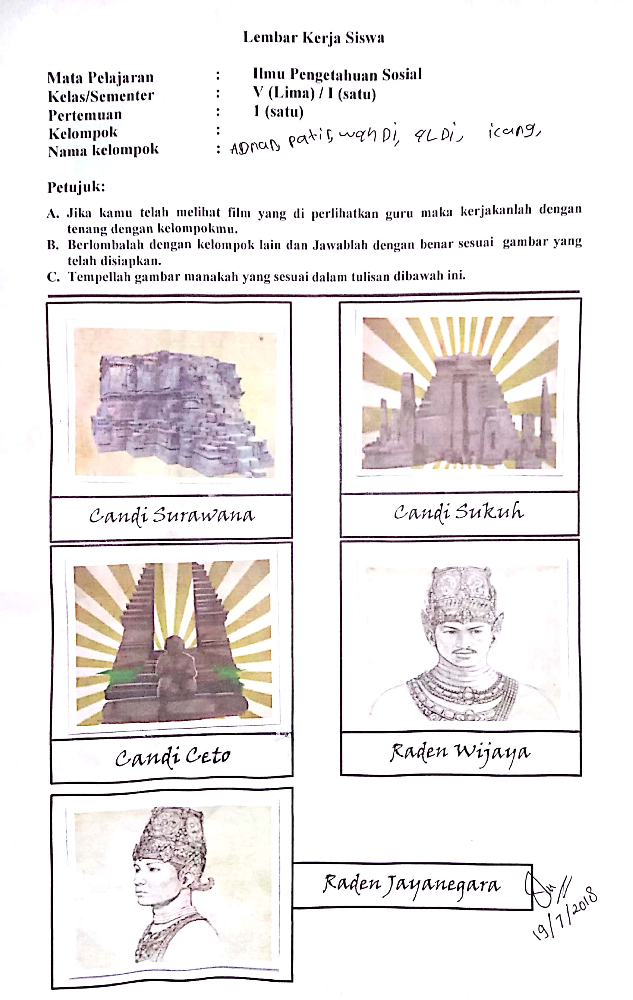 Lembar Kerja Siswa
Mata Pelajaran : Ilmu Pengetahuan Sosial
Kelas/Sementer : V (Lima) / I (satu)
Pertemuan : 1 (satu)
Kelompok :
Nama kelompok : ADnan, patir, wahDi, aLDi, icang,
Petujuk:
A. Jika kamu telah melihat film yang di perlihatkan guru maka kerjakanlah dengan
tenang dengan kelompokmu.
B. Berlombalah dengan kelompok lain dan Jawablah dengan benar sesuai gambar yang
telah disiapkan.
C. Tempellah gambar manakah yang sesuai dalam tulisan dibawah ini.
Candi Surawana
Candi Sukuh
Candi Ceto
Raden Wijaya
Raden Jayanegara
19/7/2018